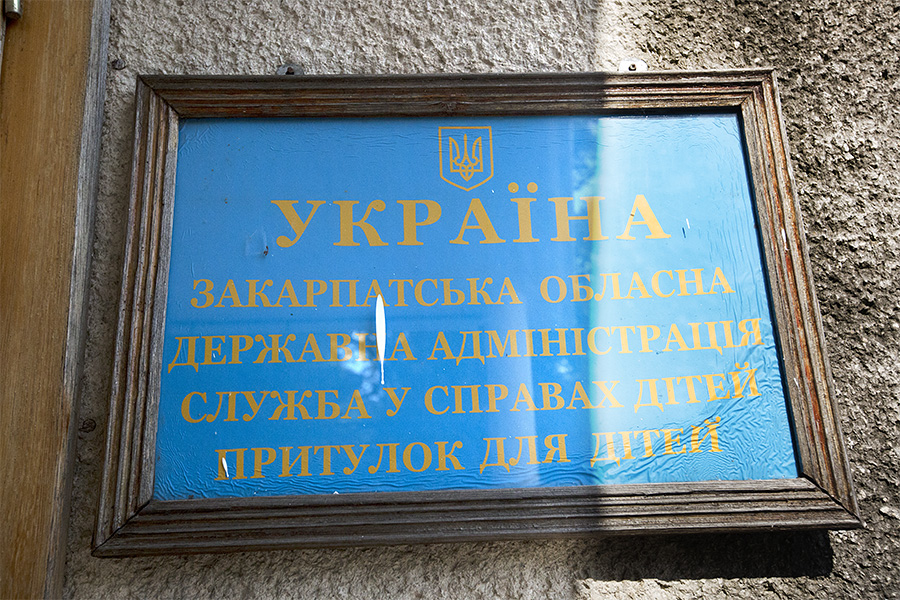 УКРАЇНА
ЗАКАРПАТСЬКА ОБЛАСНА
ДЕРЖАВНА АДМІНІСТРАЦІЯ
СЛУЖБА У СПРАВАХ ДІТЕЙ
ПРИТУЛОК ДЛЯ ДІТЕЙ